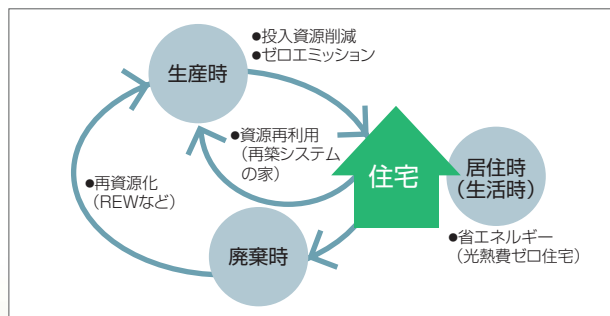 ●投入資源削減
●ゼロエミッション
生産時
●資源再利用
（再築システム
の家）
住宅
居住時
（生活時）
●再資源化
（REWなど）
●省エネルギー
（光熱費ゼロ住宅）
廃棄時